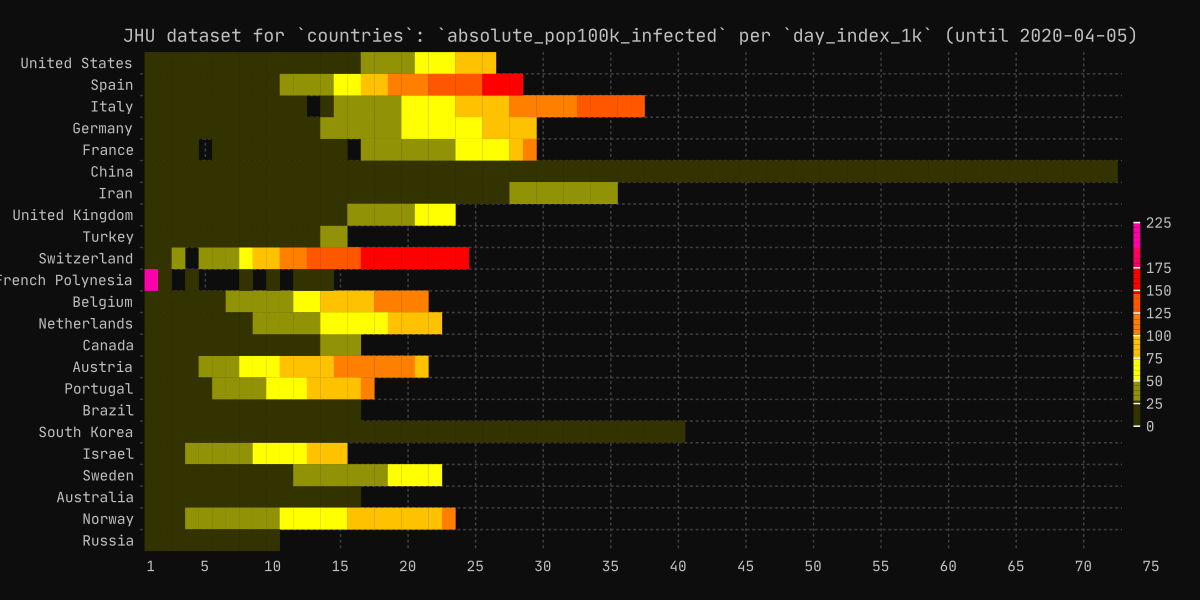 JHU dataset for `countries`: `absolute_pop100k_infected` per `day_index_1k` (until 2020-04-05)
United States
Spain
Italy
Germany
France
China
Iran
United Kingdom
Turkey
Switzerland
French Polynesia
Belgium
Netherlands
Canada
Austria
Portugal
Brazil
South Korea
Israel
Sweden
Australia
Norway
Russia
1 5 10 15 20 25 30 35 40 45 50 55 60 65 70 75
225
175
150
125
100
75
50
25
0